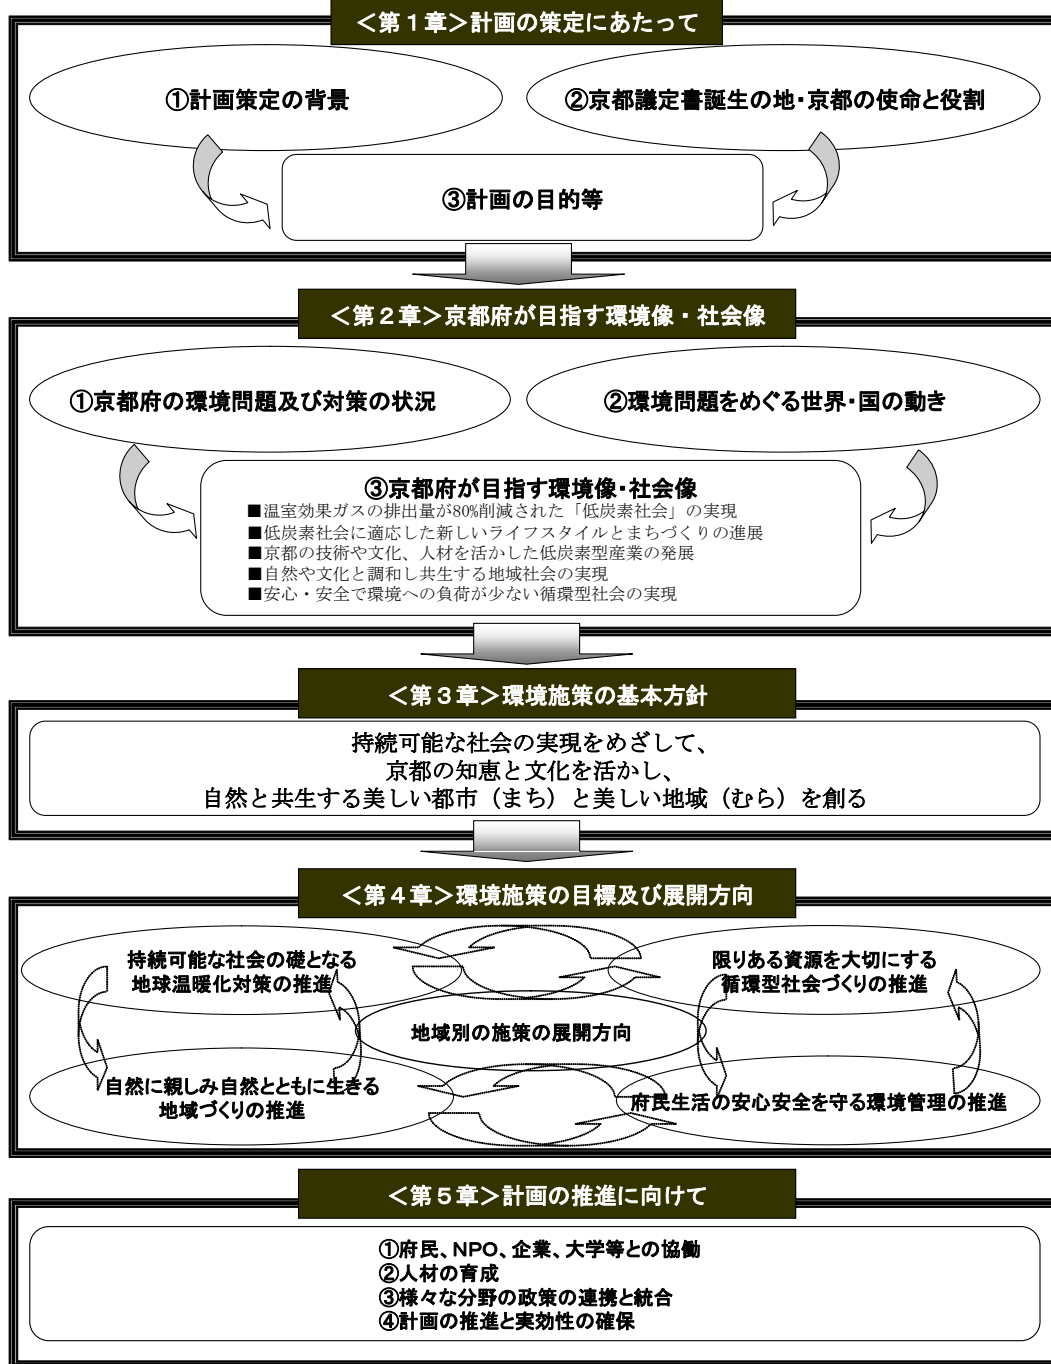 ＜第１章＞計画の策定にあたって
①計画策定の背景
②京都議定書誕生の地・京都の使命と役割
③計画の目的等
＜第２章＞京都府が目指す環境像・社会像
①京都府の環境問題及び対策の状況
②環境問題をめぐる世界・国の動き
③京都府が目指す環境像・社会像
■温室効果ガスの排出量が80%削減された「低炭素社会」の実現
■低炭素社会に適応した新しいライフスタイルとまちづくりの進展
■京都の技術や文化、人材を活かした低炭素型産業の発展
■自然や文化と調和し共生する地域社会の実現
■安心・安全で環境への負荷が少ない循環型社会の実現
＜第３章＞環境施策の基本方針
持続可能な社会の実現をめざして、
京都の知恵と文化を活かし、
自然と共生する美しい都市（まち）と美しい地域（むら）を創る
＜第４章＞環境施策の目標及び展開方向
持続可能な社会の礎となる
地球温暖化対策の推進
限りある資源を大切にする
循環型社会づくりの推進
地域別の施策の展開方向
自然に親しみ自然とともに生きる
地域づくりの推進
府民生活の安心安全を守る環境管理の推進
＜第５章＞計画の推進に向けて
①府民、NPO、企業、大学等との協働
②人材の育成
③様々な分野の政策の連携と統合
④計画の推進と実効性の確保